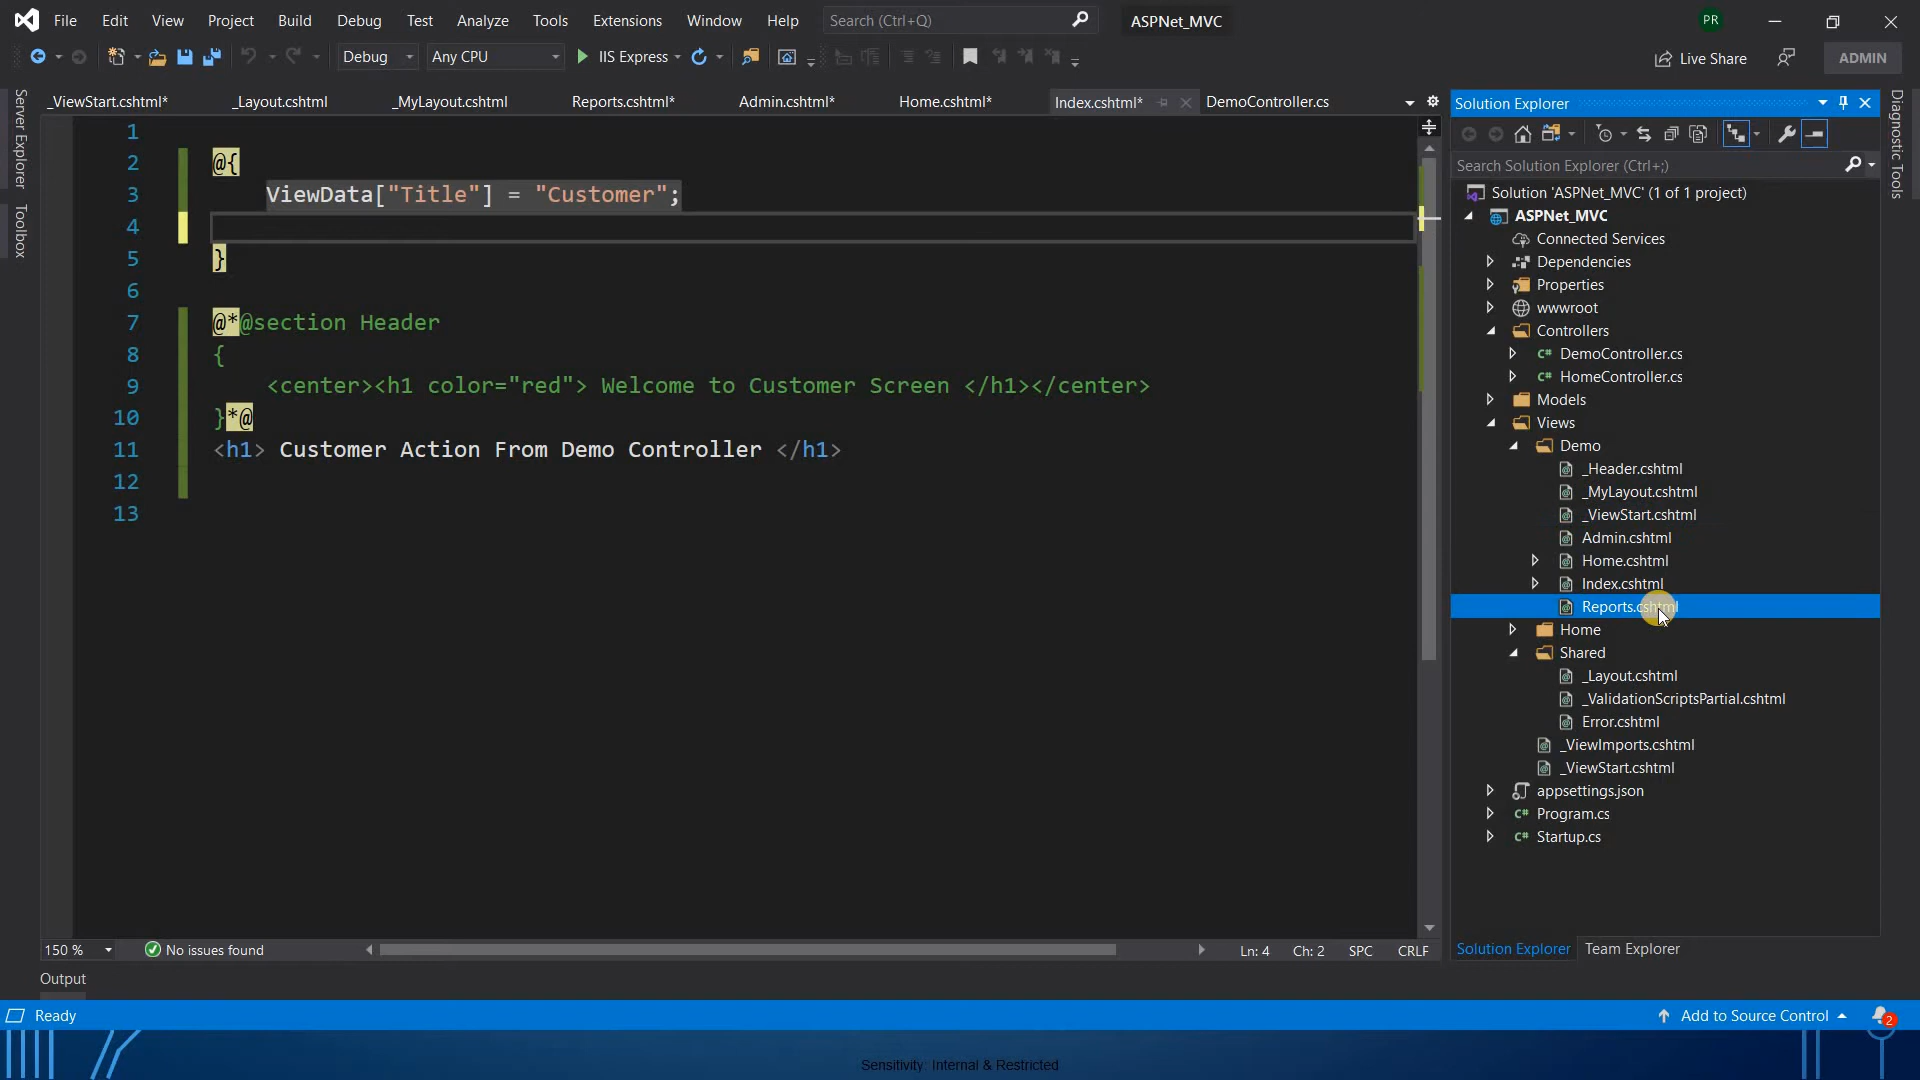 File Edit View Project Build Debug Test Analyze Tools Extensions Window Help Search (Ctrl+Q) ASPNet_MVC PR
Debug Any CPU IIS Express Live Share ADMIN
_ViewStart.cshtml* _Layout.cshtml _MyLayout.cshtml Reports.cshtml* Admin.cshtml* Home.cshtml* Index.cshtml* DemoController.cs
Server Explorer
Toolbox
1
2 @{
3 ViewData["Title"] = "Customer";
4
5 }
6
7 @*@section Header
8 {
9 <center><h1 color="red"> Welcome to Customer Screen </h1></center>
10 }*@
11 <h1> Customer Action From Demo Controller </h1>
12
13
150 % No issues found Ln: 4 Ch: 2 SPC CRLF
Output
Solution Explorer
Search Solution Explorer (Ctrl+;)
Solution 'ASPNet_MVC' (1 of 1 project)
ASPNet_MVC
Connected Services
Dependencies
Properties
wwwroot
Controllers
C# DemoController.cs
C# HomeController.cs
Models
Views
Demo
_Header.cshtml
_MyLayout.cshtml
_ViewStart.cshtml
Admin.cshtml
Home.cshtml
Index.cshtml
Reports.cshtml
Home
Shared
_Layout.cshtml
_ValidationScriptsPartial.cshtml
Error.cshtml
_ViewImports.cshtml
_ViewStart.cshtml
appsettings.json
C# Program.cs
C# Startup.cs
Solution Explorer Team Explorer
Diagnostic Tools
Ready Add to Source Control 2
Sensitivity: Internal & Restricted